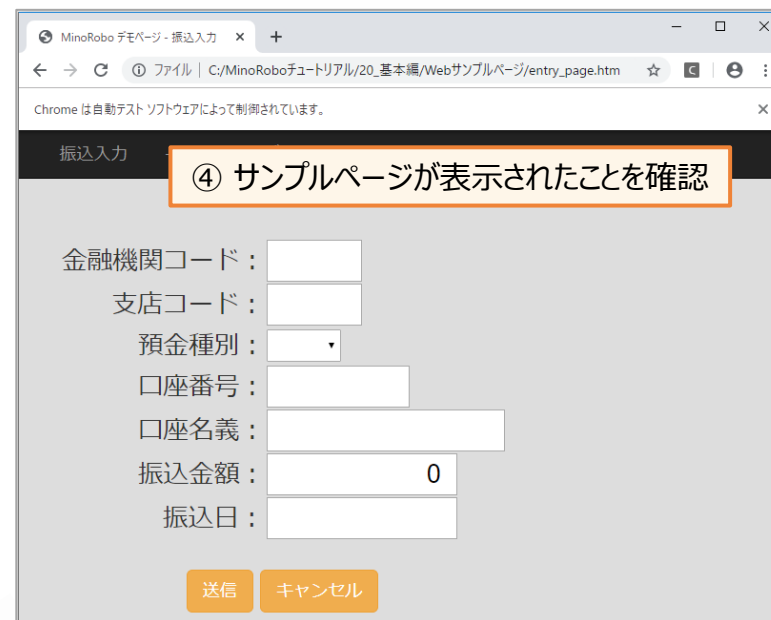 MinoRobo デモページ - 振込入力
ファイル | C:/MinoRoboチュートリアル/20_基本編/Webサンプルページ/entry_page.htm
Chrome は自動テスト ソフトウェアによって制御されています。
振込入力
④ サンプルページが表示されたことを確認
金融機関コード：
支店コード：
預金種別：
口座番号：
口座名義：
振込金額： 0
振込日：
送信 キャンセル